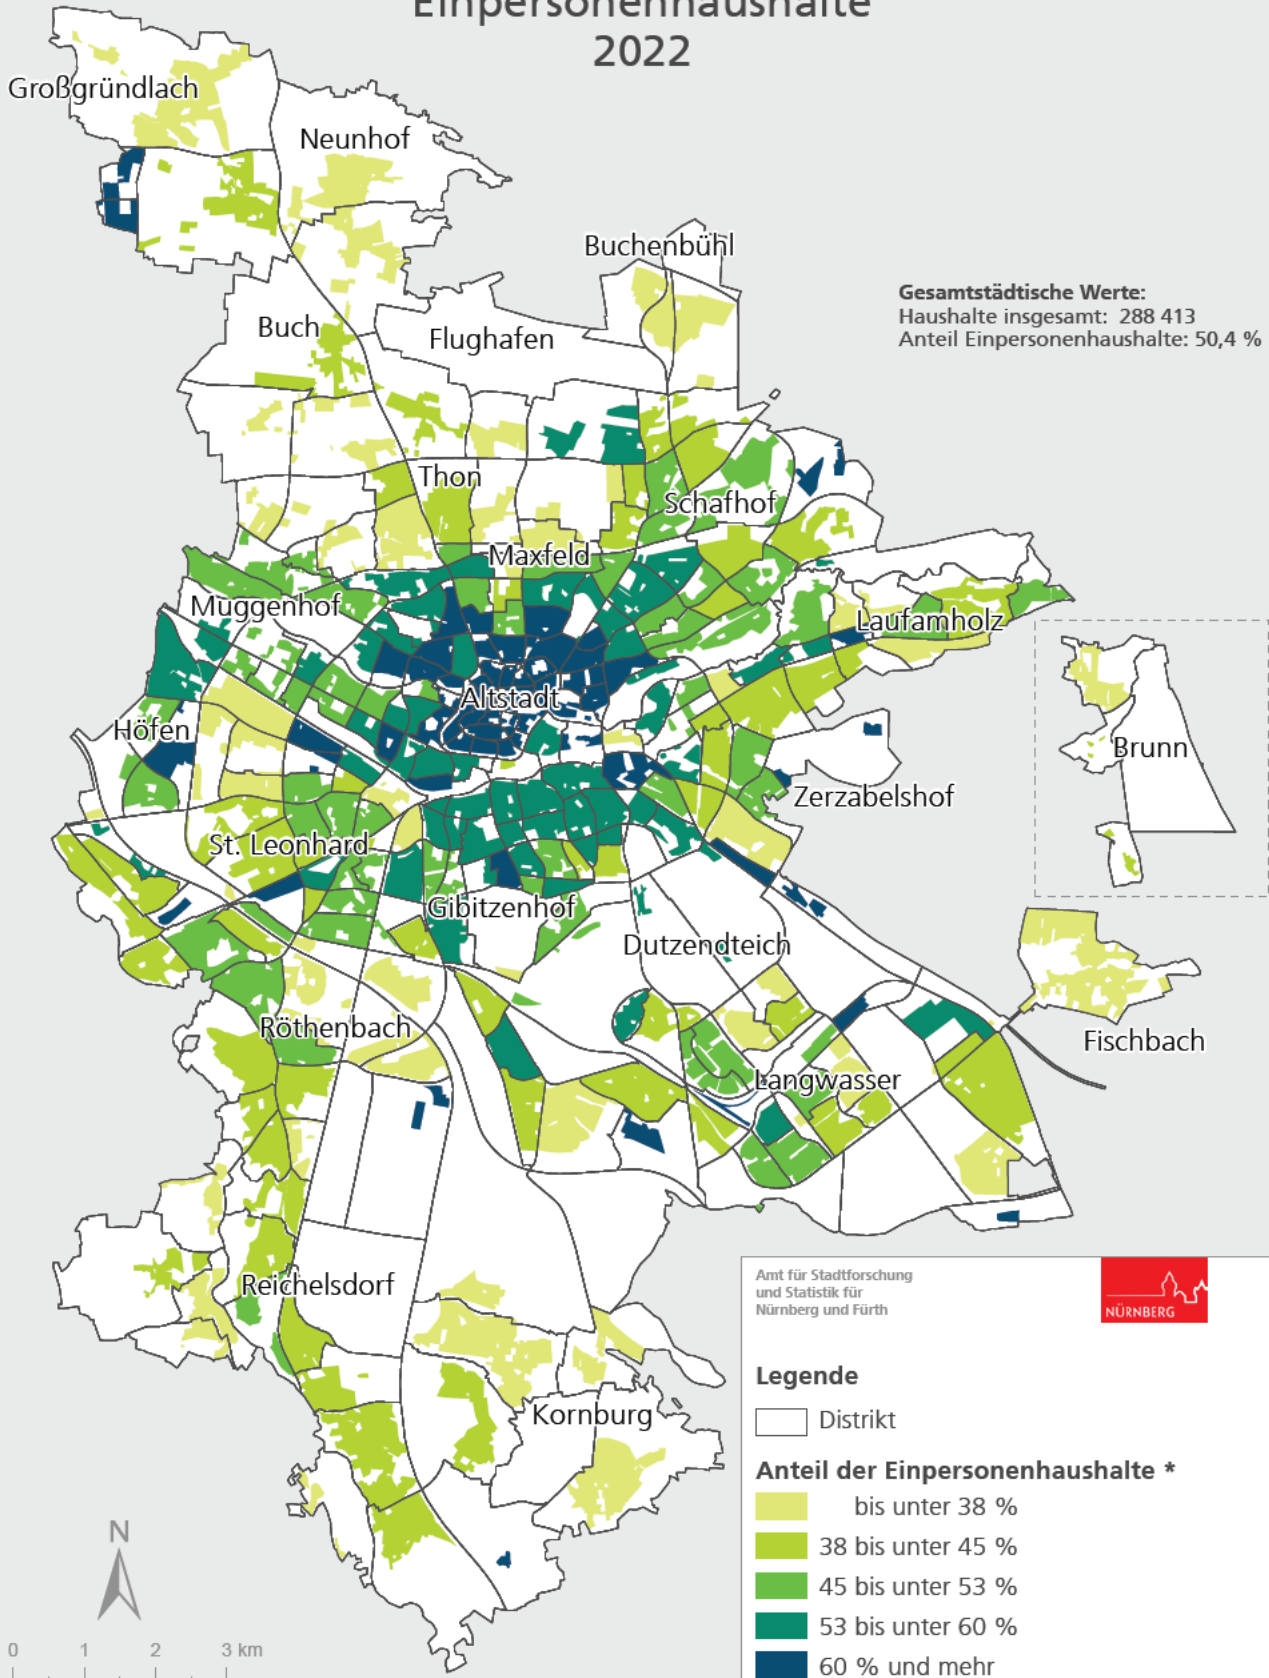 Einpersonenhaushalte
2022
Großgründlach
Neunhof
Buchenbühl
Gesamtstädtische Werte:
Haushalte insgesamt: 288 413
Anteil Einpersonenhaushalte: 50,4 %
Buch
Flughafen
Thon
Schafhof
Maxfeld
Muggenhof
Laufamholz
Altstadt
Höfen
Brunn
Zerzabelshof
St. Leonhard
Gibitzenhof
Dutzendteich
Röthenbach
Fischbach
Langwasser
Reichelsdorf
Kornburg
Amt für Stadtforschung
und Statistik für
Nürnberg und Fürth
NÜRNBERG
Legende
Distrikt
Anteil der Einpersonenhaushalte *
bis unter 38 %
38 bis unter 45 %
45 bis unter 53 %
53 bis unter 60 %
60 % und mehr
N
0 1 2 3 km